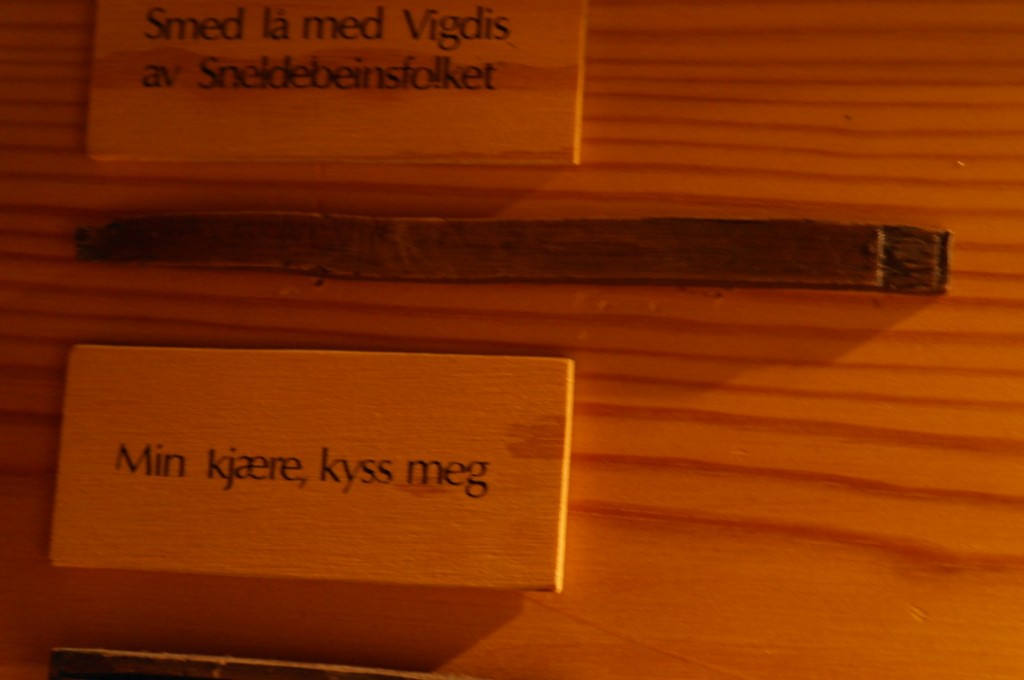 Smed lå med Vigdis
av Sneldebeinsfolket
Min kjære, kyss meg